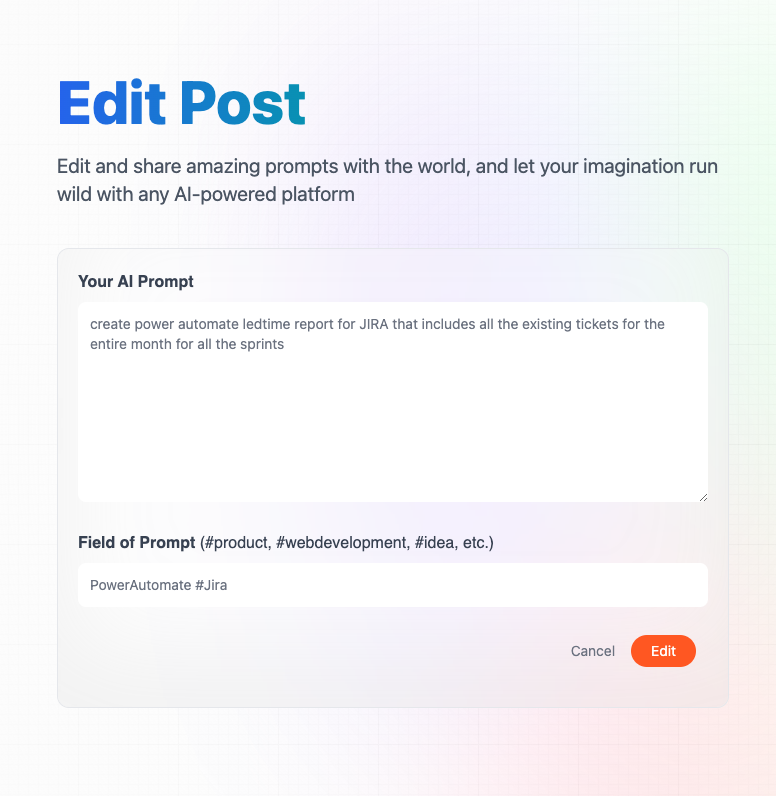 Edit Post
Edit and share amazing prompts with the world, and let your imagination run
wild with any AI-powered platform
Your AI Prompt
create power automate ledtime report for JIRA that includes all the existing tickets for the
entire month for all the sprints
Field of Prompt (#product, #webdevelopment, #idea, etc.)
PowerAutomate #Jira
Cancel Edit